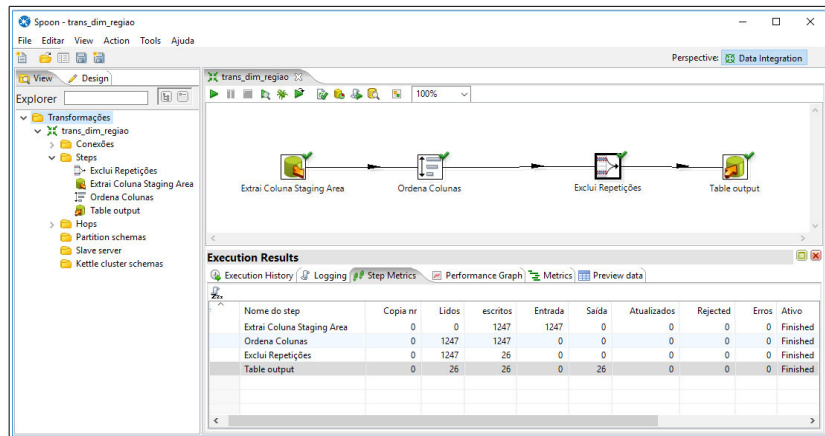 Spoon - trans_dim_regiao
File Editar View Action Tools Ajuda
Perspective: Data Integration
View Design
Explorer
Transformações
trans_dim_regiao
Conexões
Steps
Exclui Repetições
Extrai Coluna Staging Area
Ordena Colunas
Table output
Hops
Partition schemas
Slave server
Kettle cluster schemas
trans_dim_regiao
100%
Extrai Coluna Staging Area Ordena Colunas Exclui Repetições Table output
Execution Results
Execution History Logging Step Metrics Performance Graph Metrics Preview data
Nome do step Copia nr Lidos escritos Entrada Saída Atualizados Rejected Erros Ativo
Extrai Coluna Staging Area 0 0 1247 1247 0 0 0 0 Finished
Ordena Colunas 0 1247 1247 0 0 0 0 0 Finished
Exclui Repetições 0 1247 26 0 0 0 0 0 Finished
Table output 0 26 26 0 26 0 0 0 Finished